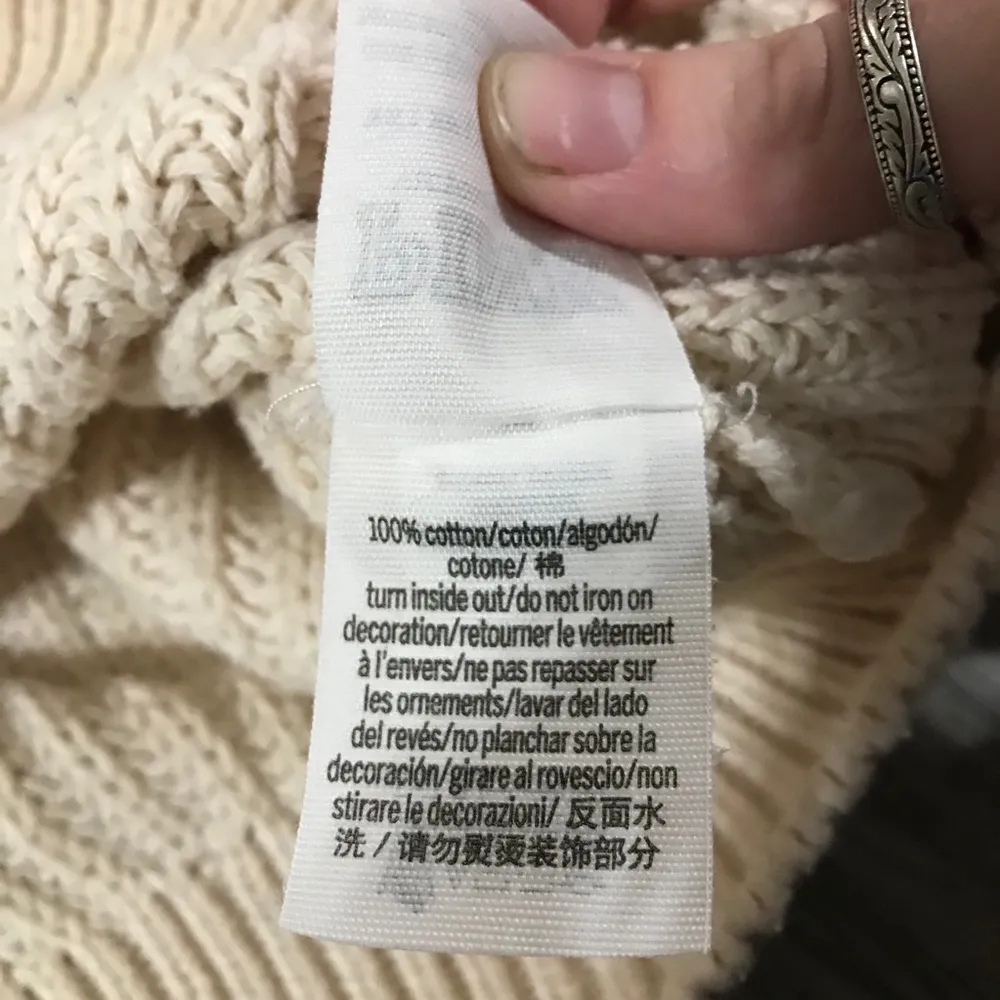 100% cotton/coton/algodón/
cotone/ 棉
turn inside out/do not iron on
decoration/retourner le vêtement
à l'envers/ne pas repasser sur
les ornements/lavar del lado
del revés/no planchar sobre la
decoración/girare al rovescio/non
stirare le decorazioni/ 反面水
洗 / 请勿熨烫装饰部分